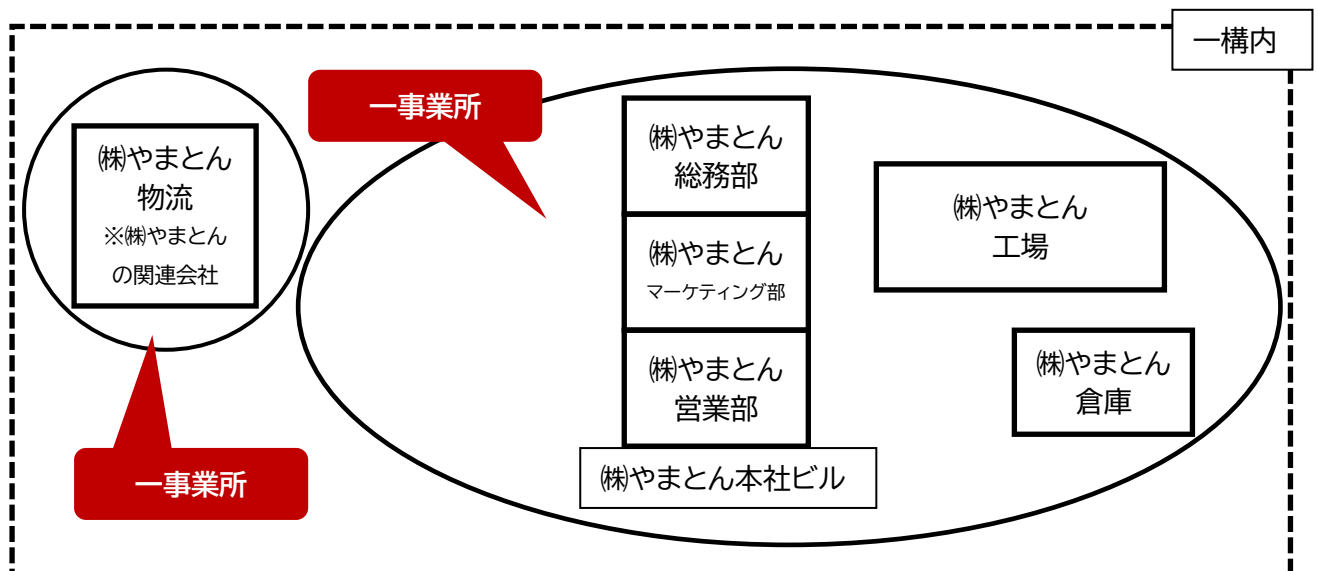 一構内
㈱やまとん
物流
※㈱やまとん
の関連会社
一事業所
一事業所
㈱やまとん
総務部
㈱やまとん
マーケティング部
㈱やまとん
営業部
㈱やまとん本社ビル
㈱やまとん
工場
㈱やまとん
倉庫